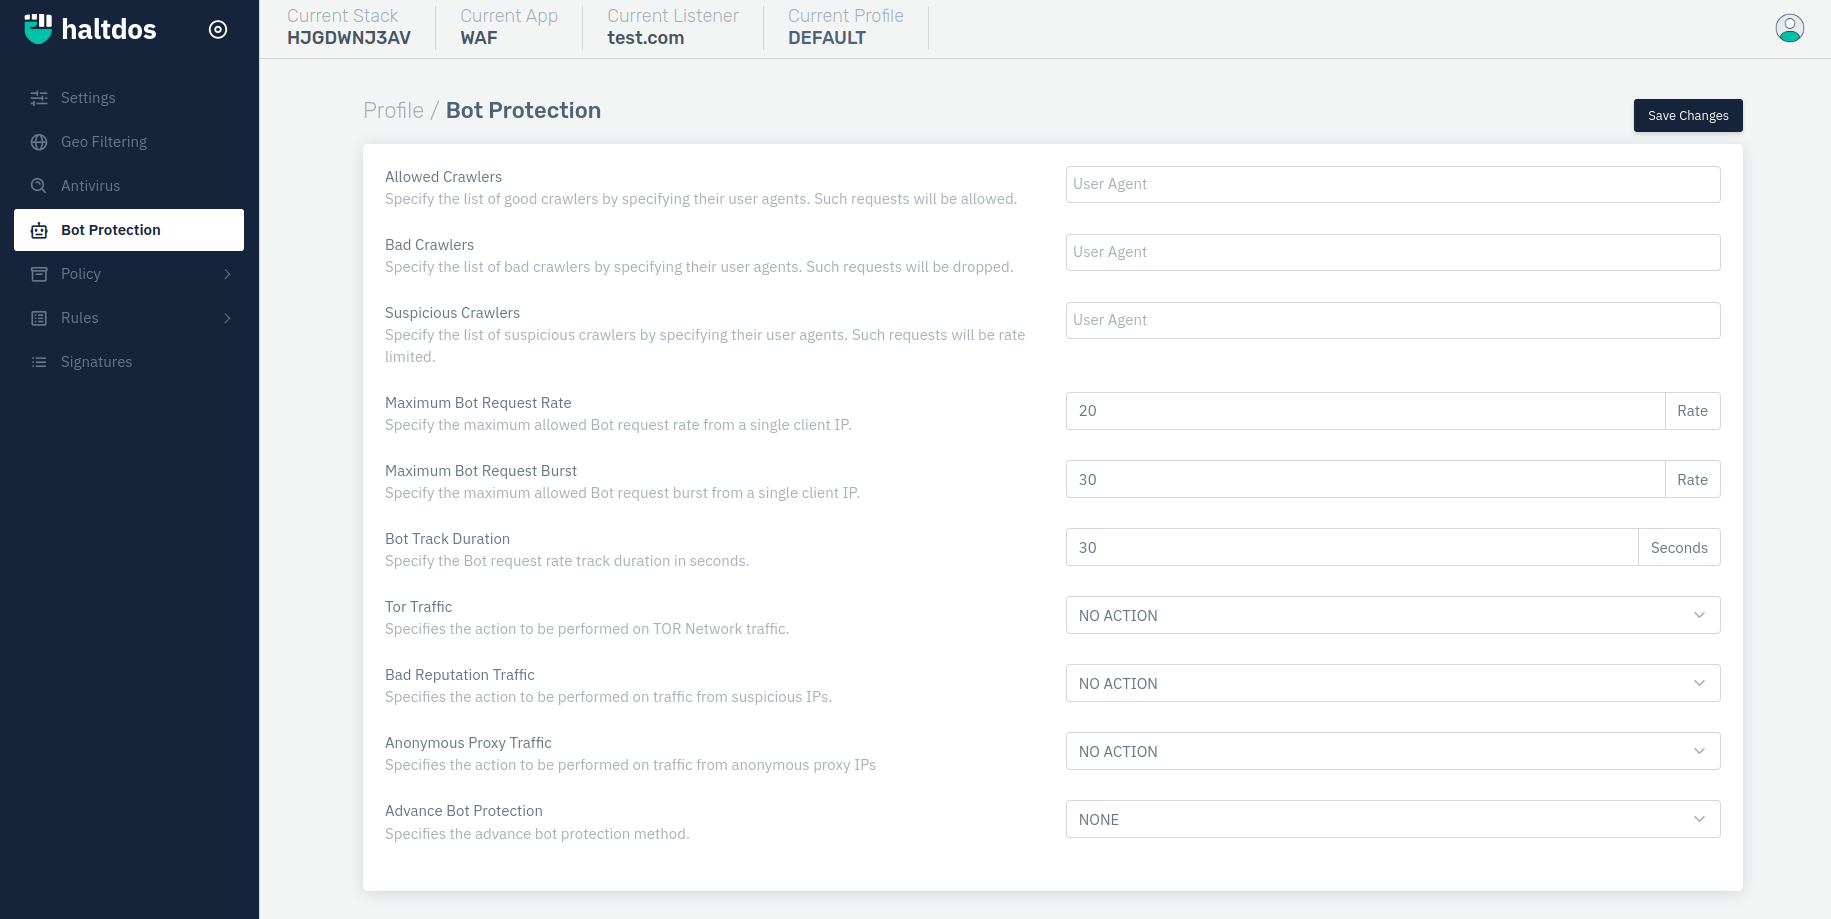 haltdos
Settings
Geo Filtering
Antivirus
Bot Protection
Policy
Rules
Signatures
Current Stack
HJGDWNJ3AV
Current App
WAF
Current Listener
test.com
Current Profile
DEFAULT
Profile / Bot Protection
Save Changes
Allowed Crawlers
Specify the list of good crawlers by specifying their user agents. Such requests will be allowed.
User Agent
Bad Crawlers
Specify the list of bad crawlers by specifying their user agents. Such requests will be dropped.
User Agent
Suspicious Crawlers
Specify the list of suspicious crawlers by specifying their user agents. Such requests will be rate
limited.
User Agent
Maximum Bot Request Rate
Specify the maximum allowed Bot request rate from a single client IP.
20 Rate
Maximum Bot Request Burst
Specify the maximum allowed Bot request burst from a single client IP.
30 Rate
Bot Track Duration
Specify the Bot request rate track duration in seconds.
30 Seconds
Tor Traffic
Specifies the action to be performed on TOR Network traffic.
NO ACTION
Bad Reputation Traffic
Specifies the action to be performed on traffic from suspicious IPs.
NO ACTION
Anonymous Proxy Traffic
Specifies the action to be performed on traffic from anonymous proxy IPs
NO ACTION
Advance Bot Protection
Specifies the advance bot protection method.
NONE